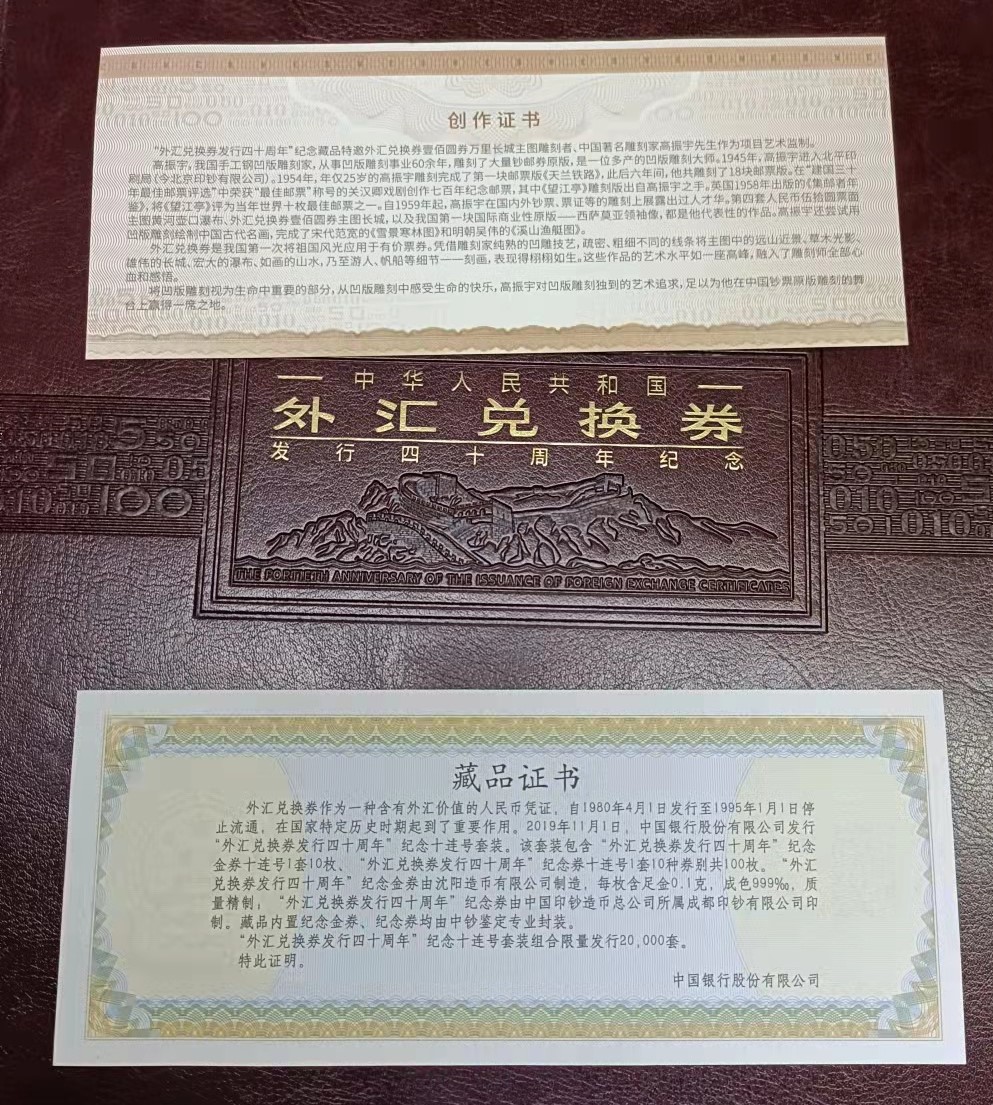 创作证书
“外汇兑换券发行四十周年”纪念藏品特邀外汇兑换券壹佰圆券万里长城主图雕刻者、中国著名雕刻家高振宇先生作为项目艺术监制。
高振宇，我国手工钢凹版雕刻家，从事凹版雕刻事业60余年，雕刻了大量钞邮券原版，是一位多产的凹版雕刻大师。1945年，高振宇进入北平印
刷局（今北京印钞有限公司）。1954年，年仅25岁的高振宇雕刻完成了第一块邮票版《天兰铁路》，此后六年间，他共雕刻了18块邮票版。在“建国三十
年最佳邮票评选”中荣获“最佳邮票”称号的关汉卿戏剧创作七百年纪念邮票，其中《望江亭》雕刻版出自高振宇之手，英国1958年出版的《集邮者年
鉴》，将《望江亭》评为当年世界十枚最佳邮票之一。自1959年起，高振宇在国内外钞票、票证等的雕刻上展露出过人才华。第四套人民币伍拾圆票面
主图黄河壶口瀑布、外汇兑换券壹佰圆券主图长城，以及我国第一块国际商业性原版——西萨莫亚领袖像，都是他代表性的作品。高振宇还尝试用
凹版雕刻绘制中国古代名画，完成了宋代范宽的《雪景寒林图》和明朝吴伟的《溪山渔艇图》。
外汇兑换券是我国第一次将祖国风光应用于有价票券。凭借雕刻家纯熟的凹雕技艺，疏密、粗细不同的线条将主图中的远山近景、草木光影、
雄伟的长城、宏大的瀑布、如画的山水，乃至游人、帆船等细节一一刻画，表现得栩栩如生。这些作品的艺术水平如一座高峰，融入了雕刻师全部心
血和感悟。
将凹版雕刻视为生命中重要的部分，从凹版雕刻中感受生命的快乐，高振宇对凹版雕刻独到的艺术追求，足以为他在中国钞票原版雕刻的舞
台上赢得一席之地。
中华人民共和国
外汇兑换券
发行四十周年纪念
THE FORTIETH ANNIVERSARY OF THE ISSUANCE OF FOREIGN EXCHANGE CERTIFICATES
藏品证书
外汇兑换券作为一种含有外汇价值的人民币凭证，自1980年4月1日发行至1995年1月1日停
止流通，在国家特定历史时期起到了重要作用。2019年11月1日，中国银行股份有限公司发行
“外汇兑换券发行四十周年”纪念十连号套装。该套装包含“外汇兑换券发行四十周年”纪念
金券十连号1套10枚、“外汇兑换券发行四十周年”纪念券十连号1套10种券别共100枚。“外汇
兑换券发行四十周年”纪念金券由沈阳造币有限公司制造，每枚含足金0.1克，成色999‰，质
量精制；“外汇兑换券发行四十周年”纪念券由中国印钞造币总公司所属成都印钞有限公司印
制。藏品内置纪念金券、纪念券均由中钞鉴定专业封装。
“外汇兑换券发行四十周年”纪念十连号套装组合限量发行20,000套。
特此证明。
中国银行股份有限公司